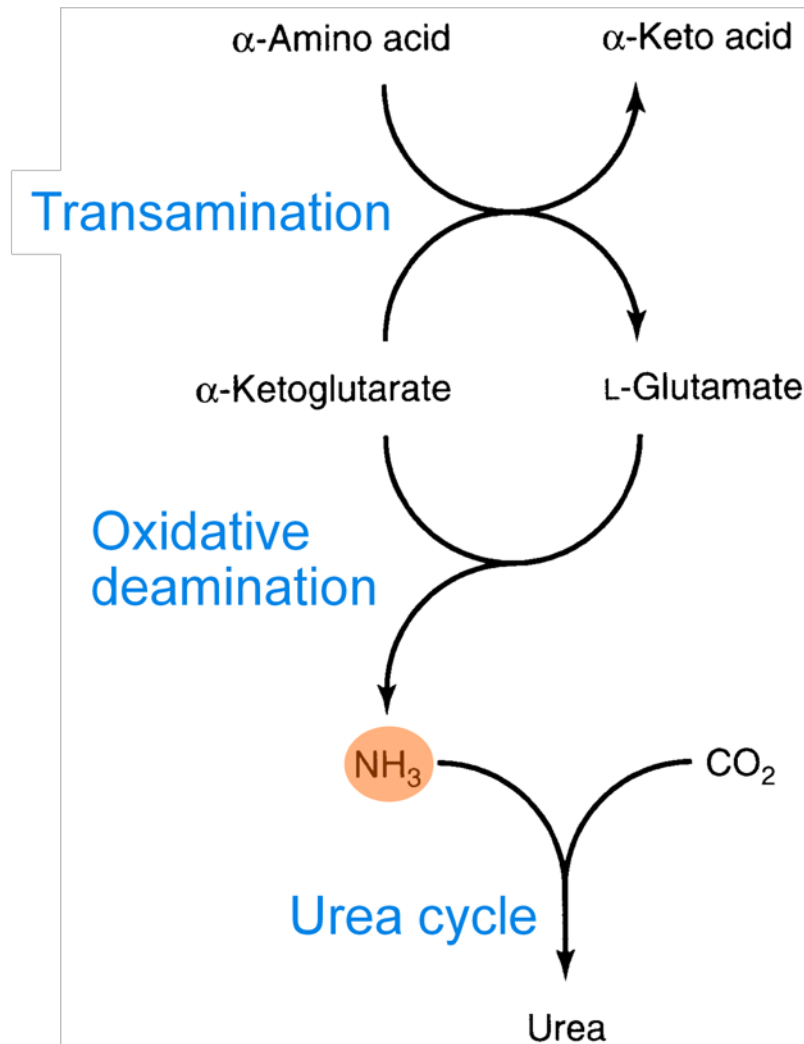 α-Amino acid
α-Keto acid
Transamination
α-Ketoglutarate
L-Glutamate
Oxidative
deamination
NH₃
CO₂
Urea cycle
Urea